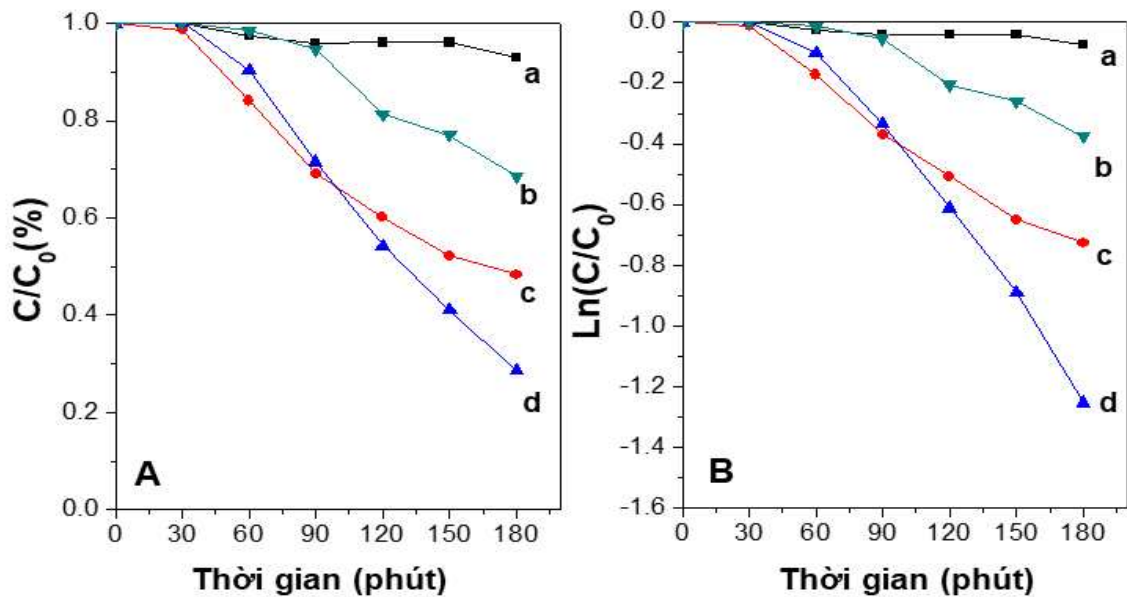 1.0
0.8
0.6
0.4
0.2
0.0
C/C0(%)
a
b
c
d
A
0 30 60 90 120 150 180
Thời gian (phút)
0.0
-0.2
-0.4
-0.6
-0.8
-1.0
-1.2
-1.4
-1.6
Ln(C/C0)
a
b
c
d
B
0 30 60 90 120 150 180
Thời gian (phút)